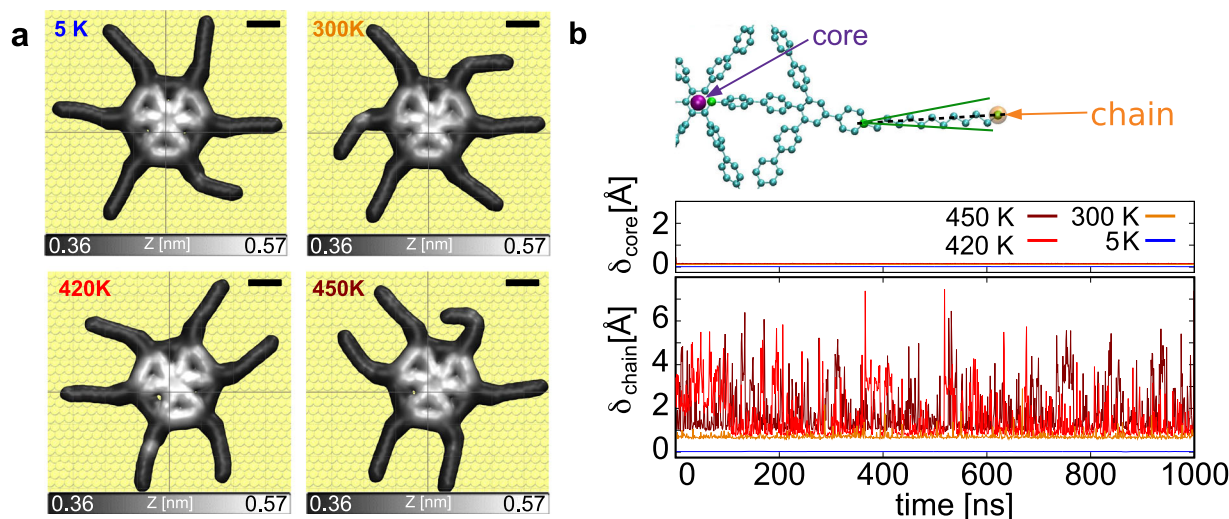 a
5 K
300K
0.36 Z [nm] 0.57
0.36 Z [nm] 0.57
420K
450K
0.36 Z [nm] 0.57
0.36 Z [nm] 0.57
b
core
chain
δcore[Å]
2
0
450 K
300 K
420 K
5K
δchain[Å]
6
4
2
0
0 200 400 600 800 1000
time [ns]